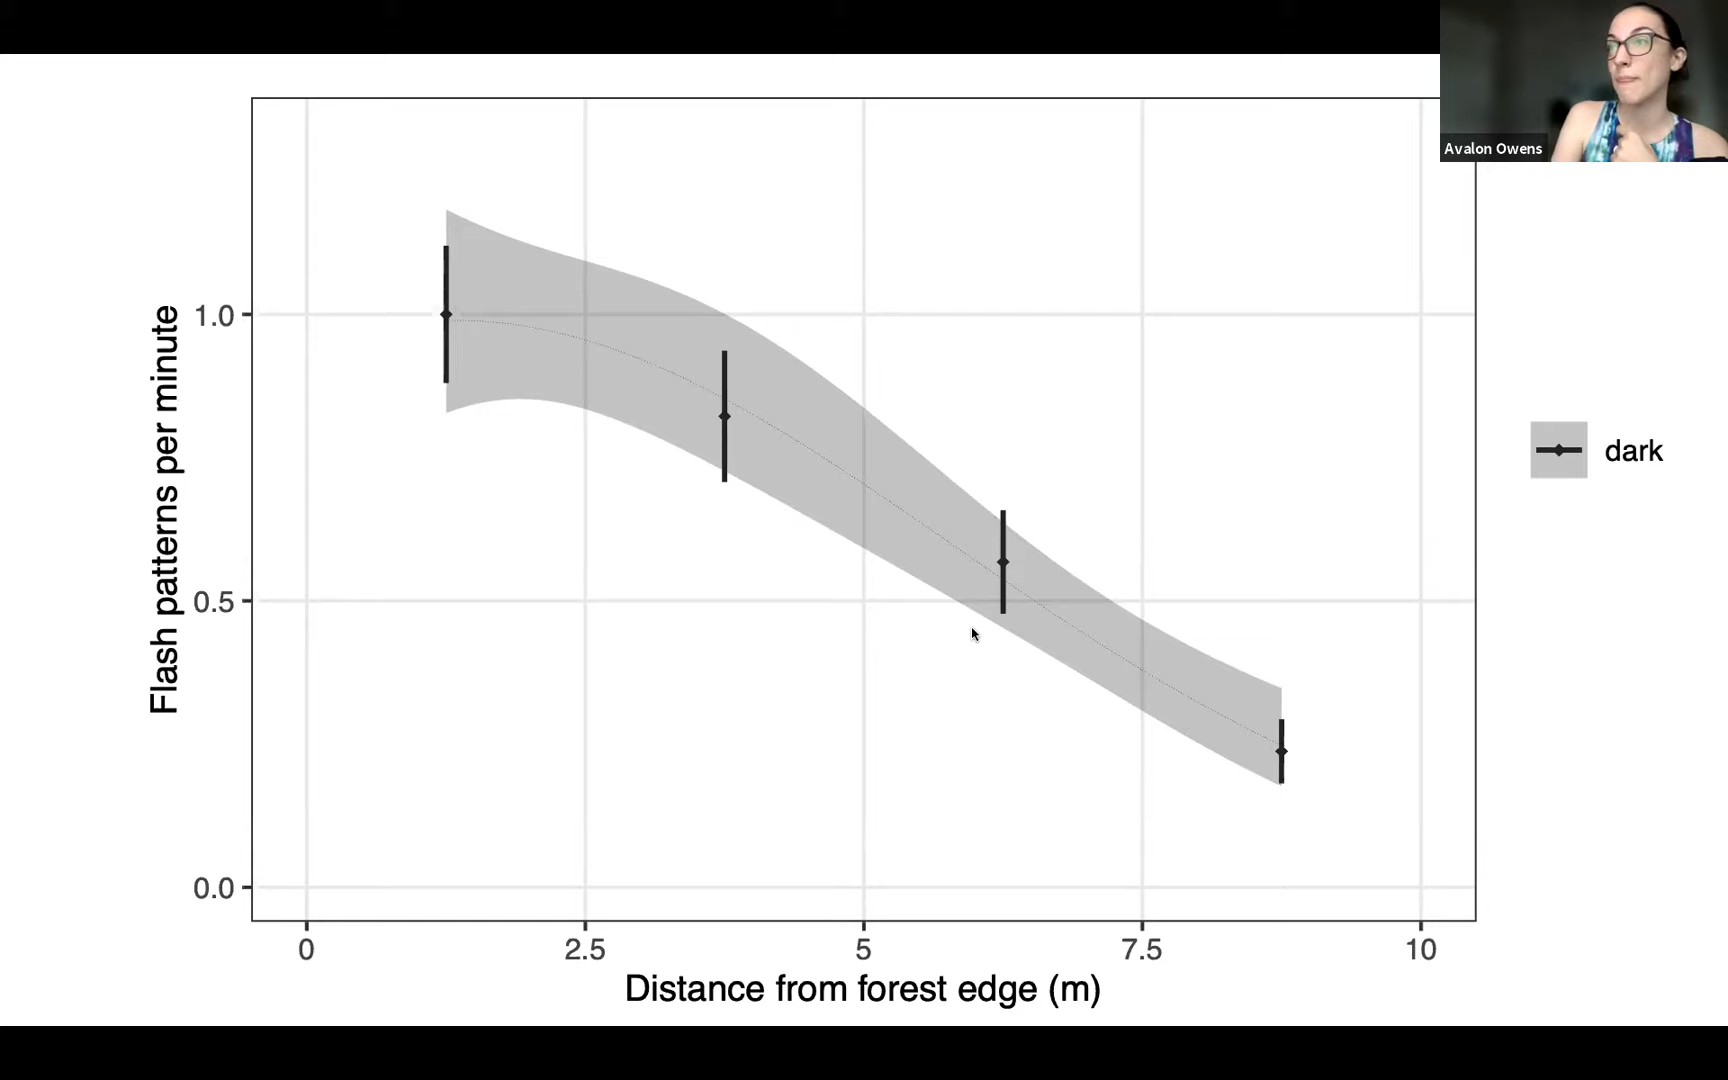 Avalon Owens
Flash patterns per minute
1.0
0.5
0.0
0
2.5
5
7.5
10
Distance from forest edge (m)
dark